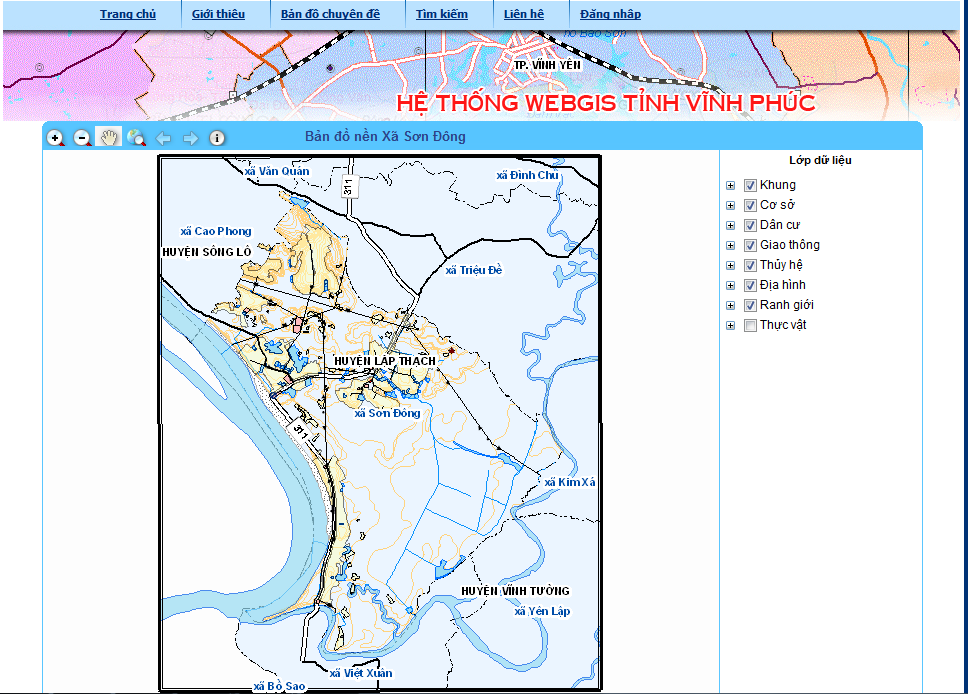 Trang chủ Giới thiệu Bản đồ chuyên đề Tìm kiếm Liên hệ Đăng nhập
TP. VĨNH YÊN
HỆ THỐNG WEBGIS TỈNH VĨNH PHÚC
Bản đồ nền Xã Sơn Đông
Lớp dữ liệu
Khung
Cơ sở
Dân cư
Giao thông
Thủy hệ
Địa hình
Ranh giới
Thực vật
xã Văn Quán
xã Đình Chu
311
xã Cao Phong
HUYỆN SÔNG LÔ
xã Triệu Đề
HUYỆN LẬP THẠCH
xã Sơn Đông
311
xã Kim Xá
HUYỆN VĨNH TƯỜNG
xã Yên Lập
xã Việt Xuân
xã Bồ Sao